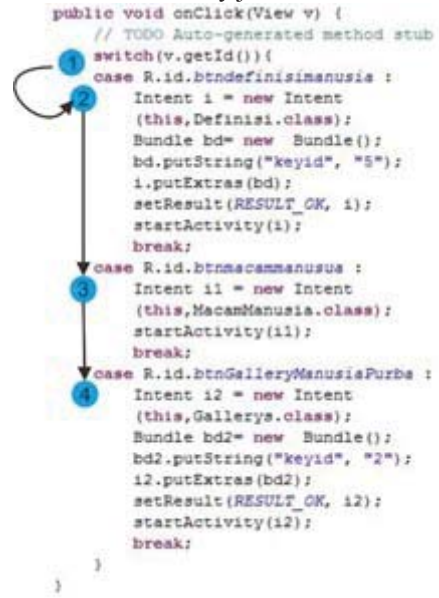 public void onClick(View v) {
// TODO Auto-generated method stub
1 switch(v.getId()){
2 case R.id.btndefinisimanusia :
Intent i = new Intent
(this,Definisi.class);
Bundle bd= new Bundle();
bd.putString("keyid", "5");
i.putExtras(bd);
setResult(RESULT_OK, i);
startActivity(i);
break;
3 case R.id.btnmacammanusua :
Intent i1 = new Intent
(this,MacamManusia.class);
startActivity(i1);
break;
4 case R.id.btnGalleryManusiaPurba :
Intent i2 = new Intent
(this,Gallerys.class);
Bundle bd2= new Bundle();
bd2.putString("keyid", "2");
i2.putExtras(bd2);
setResult(RESULT_OK, i2);
startActivity(i2);
break;
}
}